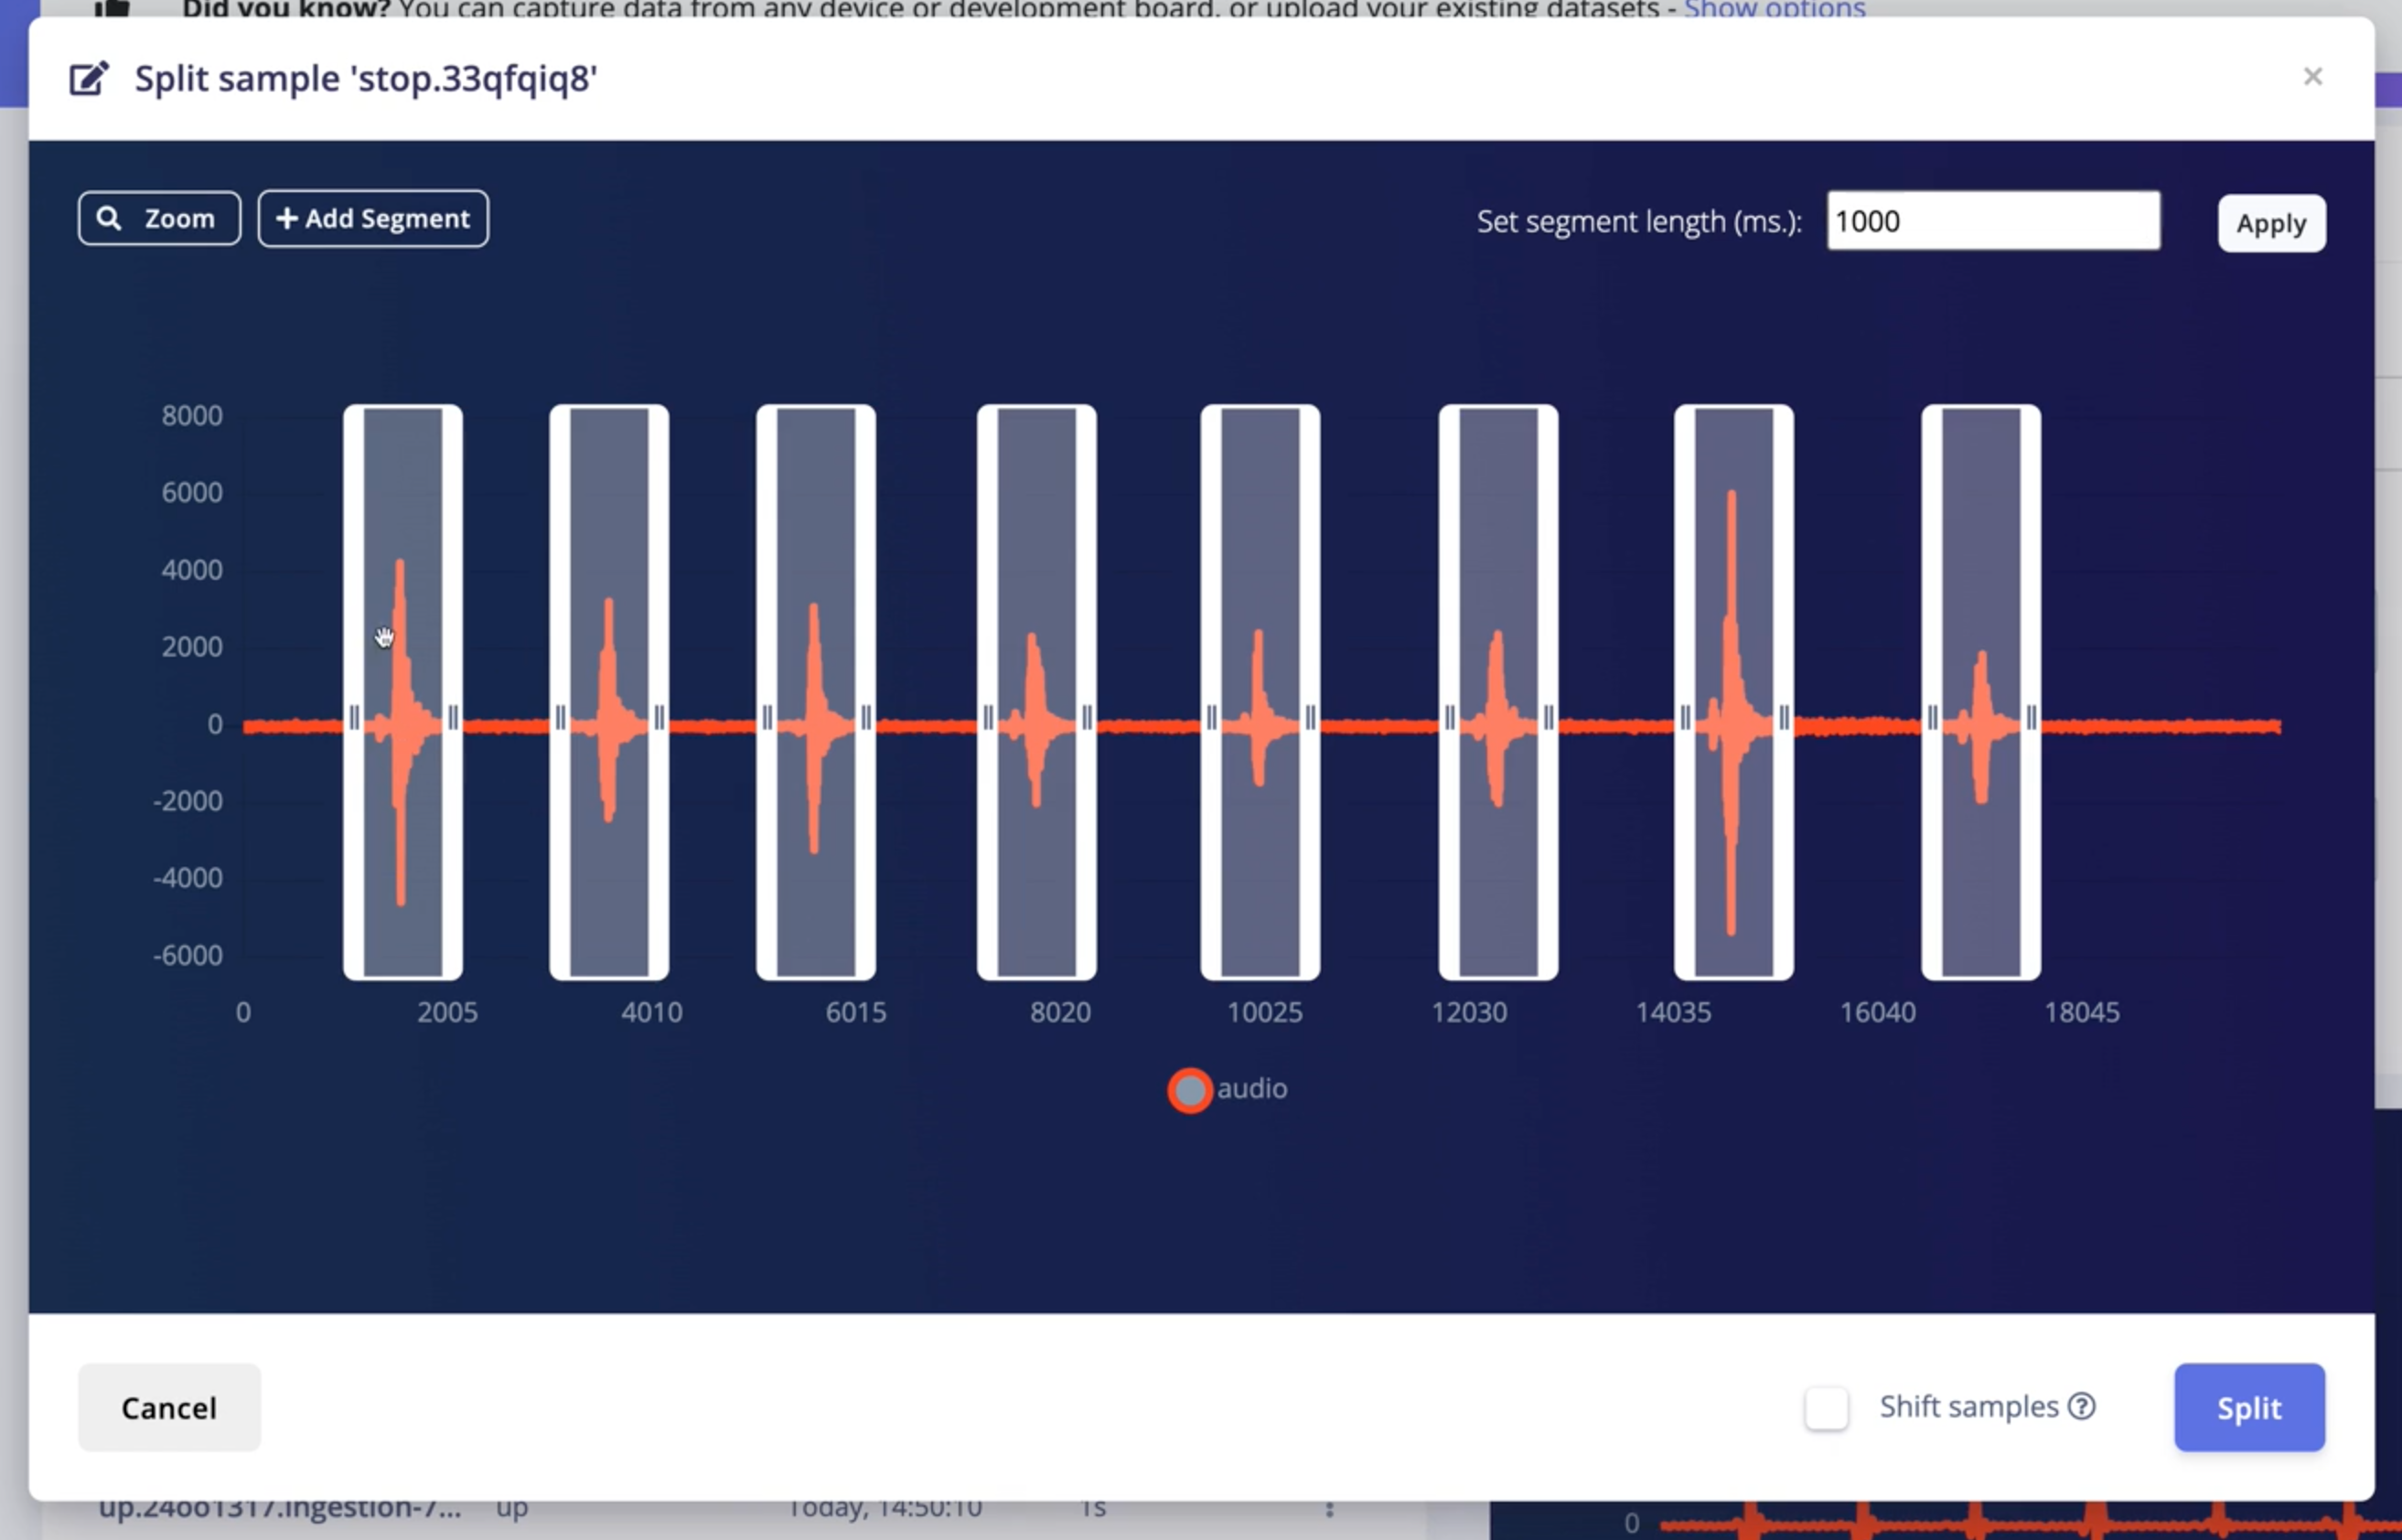 Did you know? You can capture data from any device or development board, or upload your existing datasets - Show options
Split sample 'stop.33qfqiq8'
×
Zoom
+ Add Segment
Set segment length (ms.): 1000
Apply
8000
6000
4000
2000
0
-2000
-4000
-6000
0 2005 4010 6015 8020 10025 12030 14035 16040 18045
audio
Cancel
Shift samples ?
Split
up.24oo1317.ingestion-7... up Today, 14:50:10 1s
0